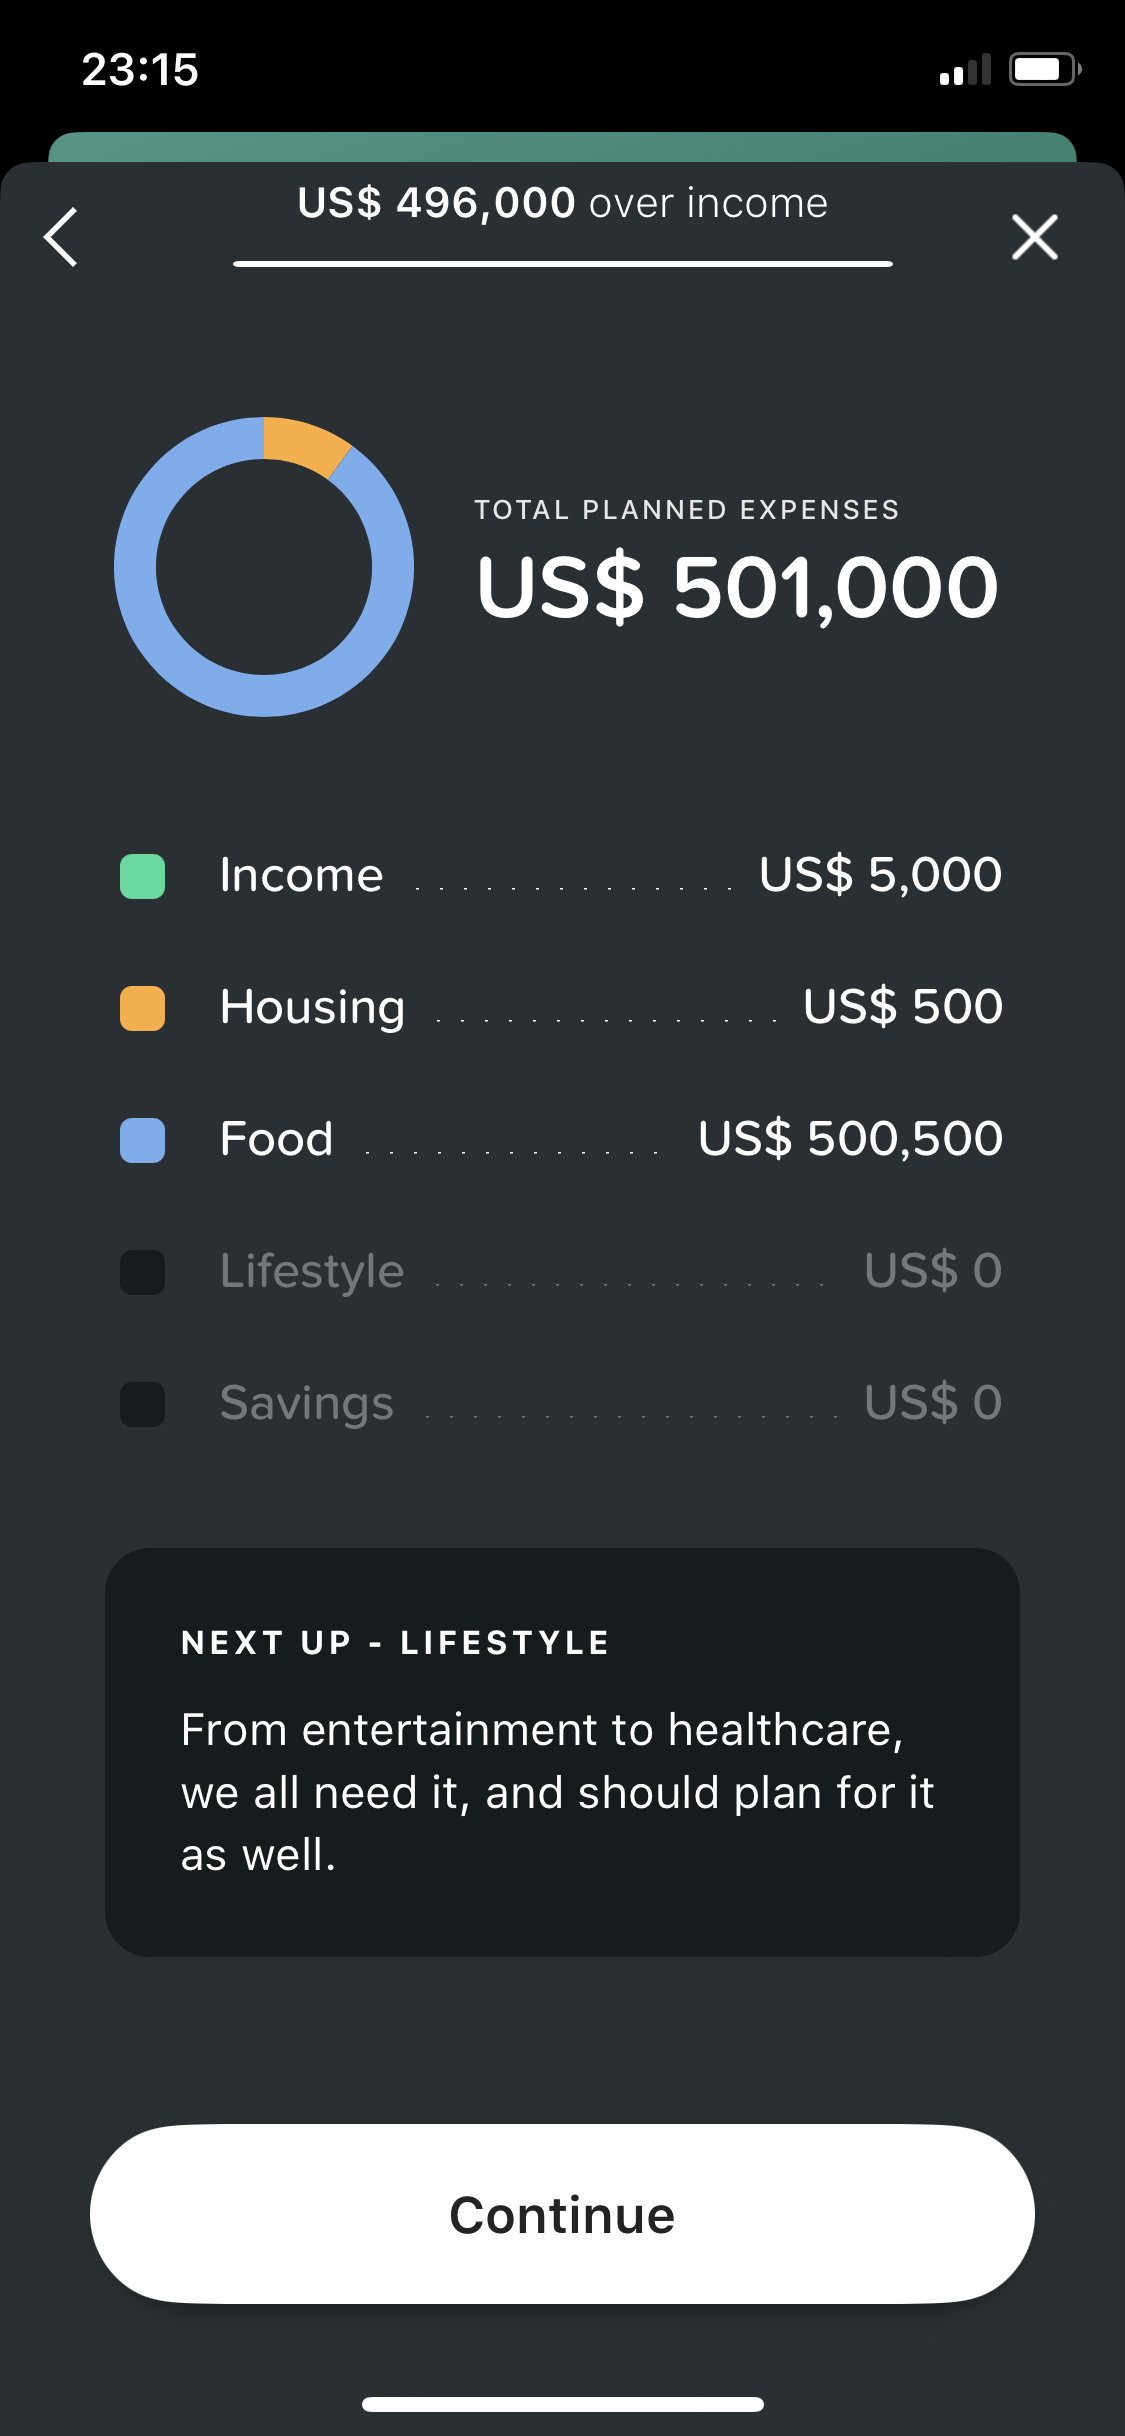 23:15
US$ 496,000 over income
TOTAL PLANNED EXPENSES
US$ 501,000
Income . . . . . . . . . . . . . . US$ 5,000
Housing . . . . . . . . . . . . . . . US$ 500
Food . . . . . . . . . . . . . US$ 500,500
Lifestyle . . . . . . . . . . . . . . . . . US$ 0
Savings . . . . . . . . . . . . . . . . . . US$ 0
NEXT UP - LIFESTYLE
From entertainment to healthcare,
we all need it, and should plan for it
as well.
Continue